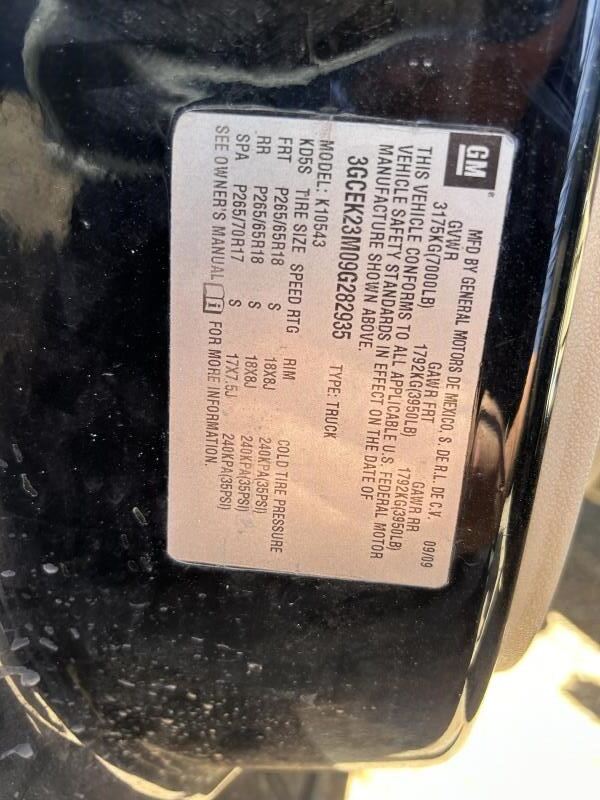 GM
MFD BY GENERAL MOTORS DE MEXICO, S. DE R.L. DE C.V. 09/09
GVWR GAWR FRT GAWR RR
3175KG(7000LB) 1792KG(3950LB) 1792KG(3950LB)
THIS VEHICLE CONFORMS TO ALL APPLICABLE U.S. FEDERAL MOTOR
VEHICLE SAFETY STANDARDS IN EFFECT ON THE DATE OF
MANUFACTURE SHOWN ABOVE.
3GCEK23M09G282935 TYPE: TRUCK
MODEL: K10543
KD5S TIRE SIZE SPEED RTG RIM COLD TIRE PRESSURE
FRT P265/65R18 S 18X8J 240KPA(35PSI)
RR P265/65R18 S 18X8J 240KPA(35PSI)
SPA P265/70R17 S 17X7.5J 240KPA(35PSI)
SEE OWNER'S MANUAL i FOR MORE INFORMATION.